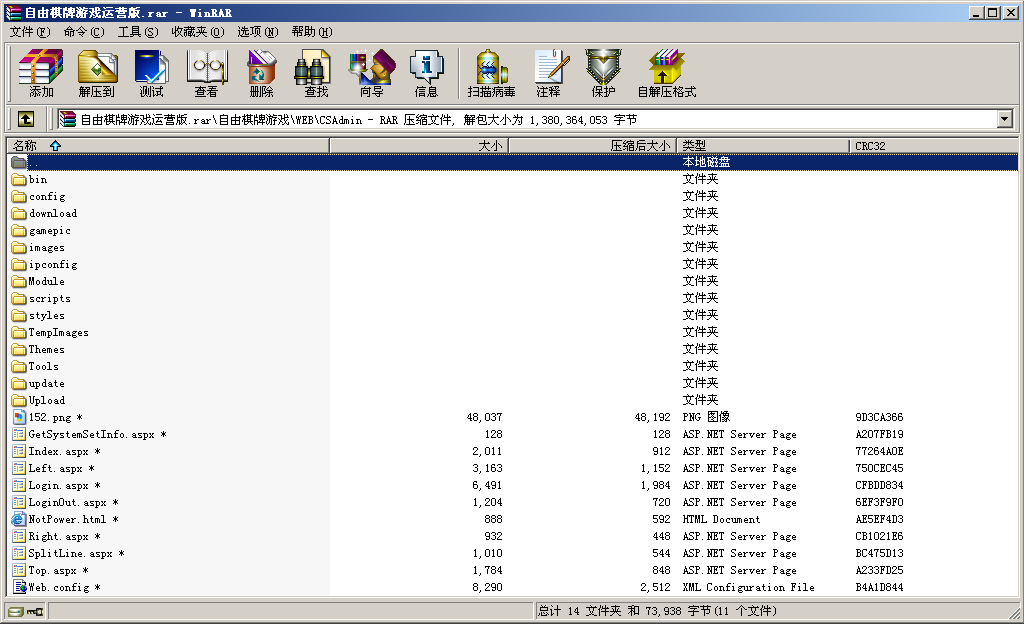 自由棋牌游戏运营版.rar - WinRAR
文件(F) 命令(C) 工具(S) 收藏夹(O) 选项(N) 帮助(H)
添加 解压到 测试 查看 删除 查找 向导 信息 扫描病毒 注释 保护 自解压格式
自由棋牌游戏运营版.rar\自由棋牌游戏\WEB\CSAdmin - RAR 压缩文件, 解包大小为 1,380,364,053 字节
名称 大小 压缩后大小 类型 CRC32
.. 本地磁盘
bin 文件夹
config 文件夹
download 文件夹
gamepic 文件夹
images 文件夹
ipconfig 文件夹
Module 文件夹
scripts 文件夹
styles 文件夹
TempImages 文件夹
Themes 文件夹
Tools 文件夹
update 文件夹
Upload 文件夹
152.png * 48,037 48,192 PNG 图像 9D3CA366
GetSystemSetInfo.aspx * 128 128 ASP.NET Server Page A207FB19
Index.aspx * 2,011 912 ASP.NET Server Page 77264A0E
Left.aspx * 3,163 1,152 ASP.NET Server Page 750CEC45
Login.aspx * 6,491 1,984 ASP.NET Server Page CFBDD834
LoginOut.aspx * 1,204 720 ASP.NET Server Page 6EF3F9F0
NotPower.html * 888 592 HTML Document AE5EF4D3
Right.aspx * 932 448 ASP.NET Server Page CB1021E6
SplitLine.aspx * 1,010 544 ASP.NET Server Page BC475D13
Top.aspx * 1,784 848 ASP.NET Server Page A233FD25
Web.config * 8,290 2,512 XML Configuration File B4A1D844
总计 14 文件夹 和 73,938 字节(11 个文件)